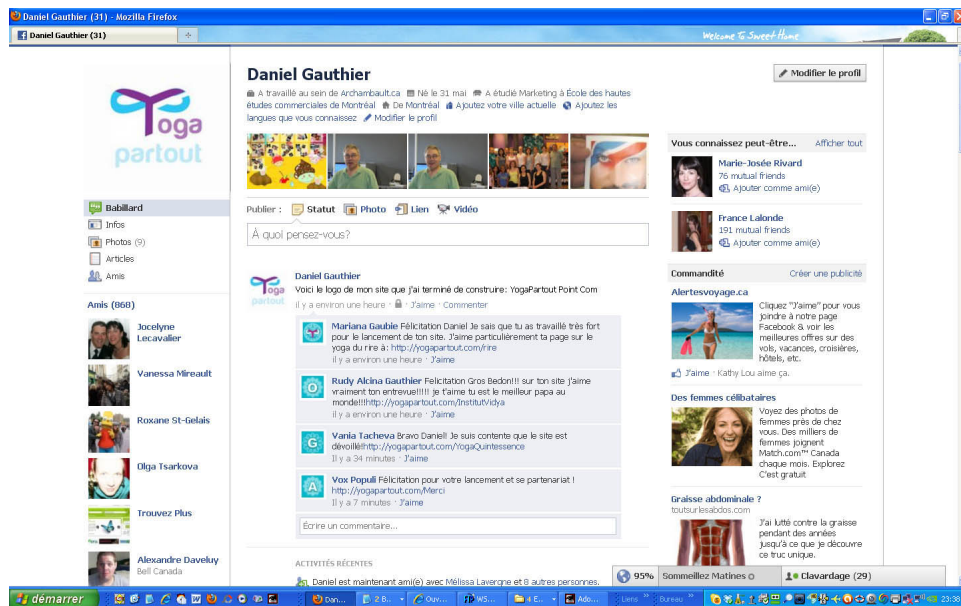 Daniel Gauthier (31) - Mozilla Firefox
Daniel Gauthier (31)
Welcome To Sweet Home
Yoga
partout
Daniel Gauthier
Modifier le profil
A travaillé au sein de Archambault.ca Né le 31 mai A étudié Marketing à École des hautes
études commerciales de Montréal De Montréal Ajoutez votre ville actuelle Ajoutez les
langues que vous connaissez Modifier le profil
Babillard
Infos
Photos (9)
Articles
Amis
Amis (868)
Jocelyne
Lecavalier
Vanessa Mireault
Roxane St-Gelais
Olga Tsarkova
Trouvez Plus
Alexandre Daveluy
Bell Canada
Publier : Statut Photo Lien Vidéo
À quoi pensez-vous?
Yoga
partout
Daniel Gauthier
Voici le logo de mon site que j'ai terminé de construire: YogaPartout Point Com
il y a environ une heure · J'aime · Commenter
Mariana Gaubie Félicitation Daniel Je sais que tu as travaillé très fort
pour le lancement de ton site. J'aime particulièrement ta page sur le
yoga du rire à: http://yogapartout.com/rire
il y a environ une heure · J'aime
O
Rudy Alcina Gauthier Felicitation Gros Bedon!!! sur ton site j'aime
vraiment ton entrevue!!!!! je t'aime tu est le meilleur papa au
monde!!!http://yogapartout.com/InstitutVidya
il y a environ une heure · J'aime
G
Vania Tacheva Bravo Daniel! Je suis contente que le site est
dévoilé!http://yogapartout.com/YogaQuintessence
Il y a 34 minutes · J'aime
A
Vox Populi Félicitation pour votre lancement et se partenariat !
http://yogapartout.com/Merci
Il y a 7 minutes · J'aime
Écrire un commentaire...
ACTIVITÉS RÉCENTES
Daniel est maintenant ami(e) avec Mélissa Lavergne et 8 autres personnes.
Vous connaissez peut-être... Afficher tout
Marie-Josée Rivard
76 mutual friends
Ajouter comme ami(e)
France Lalonde
191 mutual friends
Ajouter comme ami(e)
Commandité Créer une publicité
Alertesvoyage.ca
Cliquez "J'aime" pour vous
joindre à notre page
Facebook & voir les
meilleures offres sur des
vols, vacances, croisières,
hôtels, etc.
J'aime · Kathy Lou aime ça.
Des femmes célibataires
Voyez des photos de
femmes près de chez
vous. Des milliers de
femmes joignent
Match.com™ Canada
chaque mois. Explorez
C'est gratuit
Graisse abdominale ?
toutsurlesabdos.com
J'ai lutté contre la graisse
pendant des années
jusqu'à ce que je découvre
ce truc unique.
95% Sommeillez Matines Clavardage (29)
démarrer
Dan... 2 B... Ouv... WS... 4 E... Ado... Liens Bureau 23:38